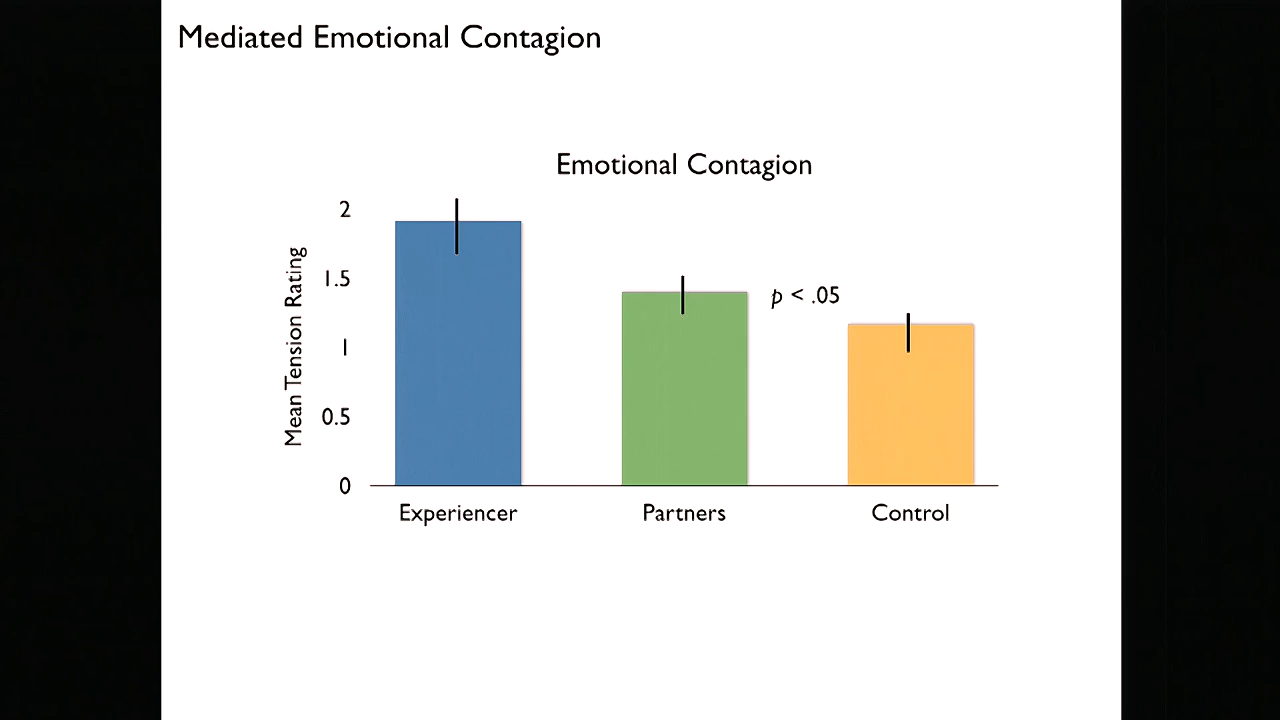 Mediated Emotional Contagion
Emotional Contagion
2
1.5
1
0.5
0
Mean Tension Rating
p < .05
Experiencer
Partners
Control